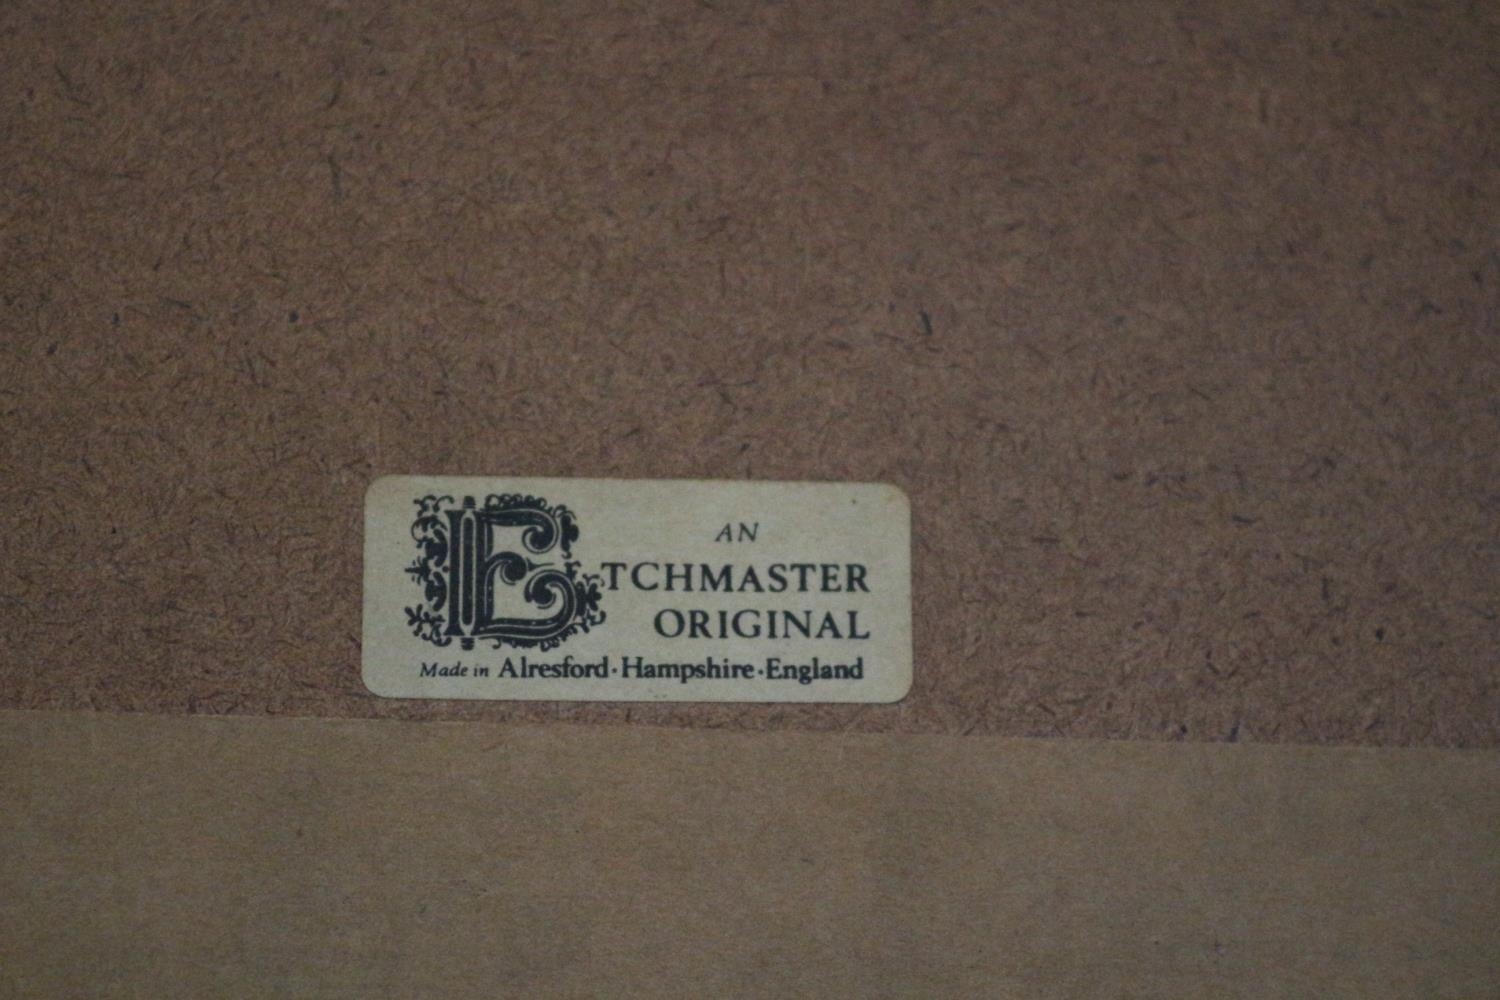 AN
ETCHMASTER
ORIGINAL
Made in Alresford · Hampshire · England